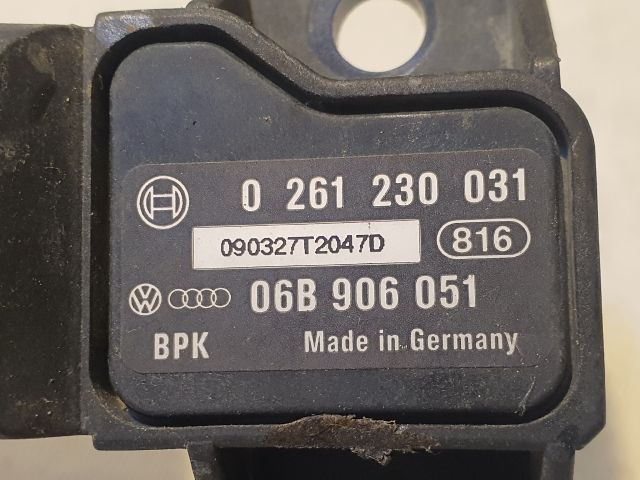 0 261 230 031
090327T2047D 816
06B 906 051
BPK Made in Germany